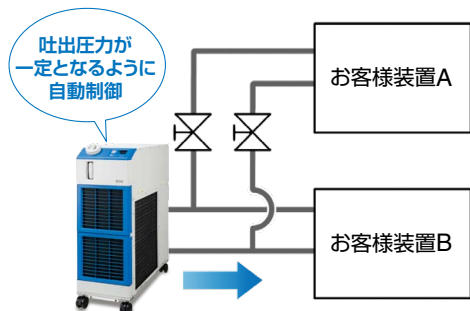 吐出圧力が
一定となるように
自動制御
お客様装置A
お客様装置B